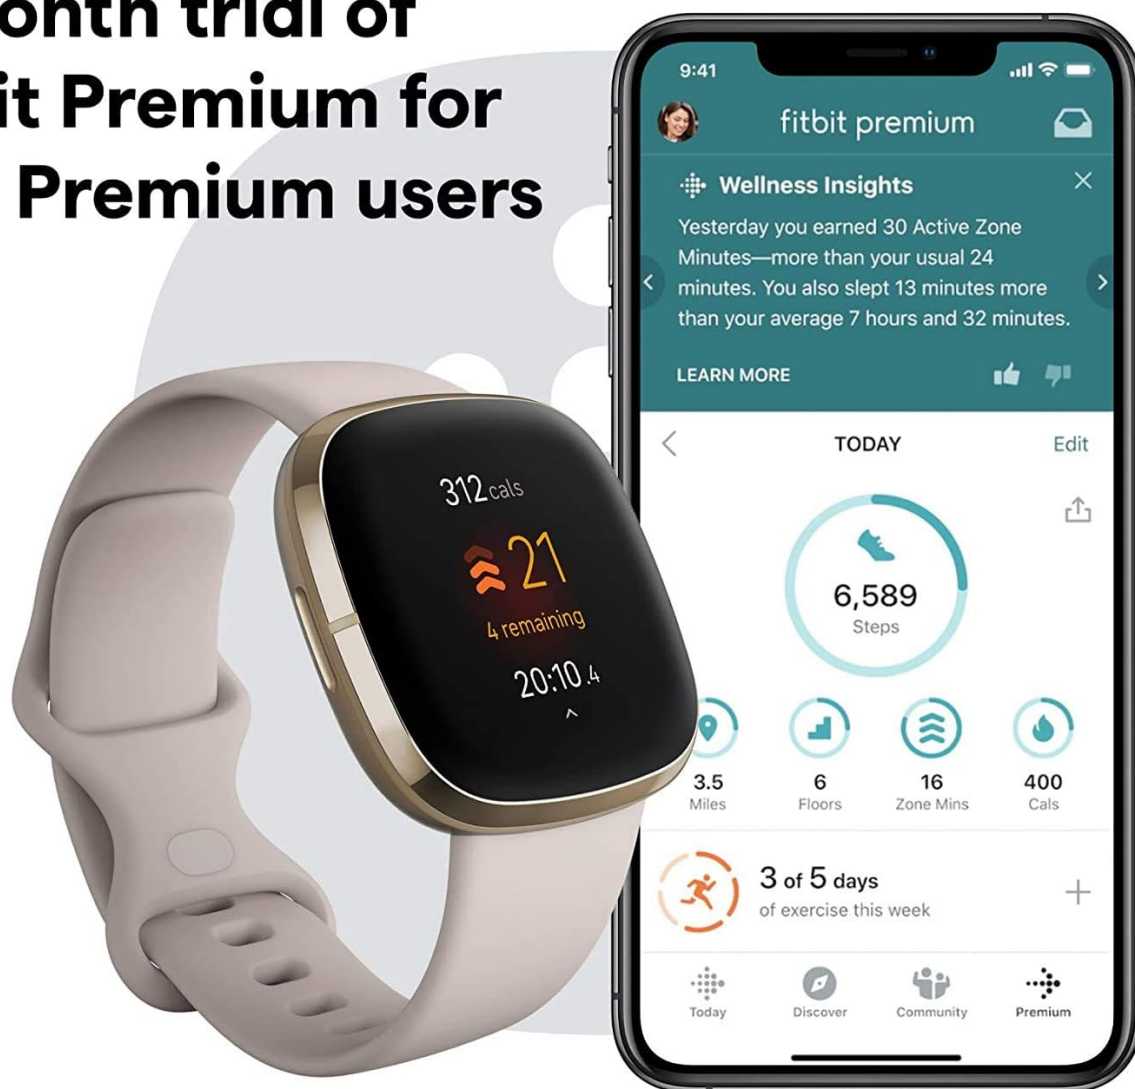 onth trial of
it Premium for
Premium users
9:41
fitbit premium
Wellness Insights
Yesterday you earned 30 Active Zone
Minutes—more than your usual 24
minutes. You also slept 13 minutes more
than your average 7 hours and 32 minutes.
LEARN MORE
TODAY
Edit
6,589
Steps
3.5
Miles
6
Floors
16
Zone Mins
400
Cals
3 of 5 days
of exercise this week
Today
Discover
Community
Premium
312 cals
21
4 remaining
20:10.4